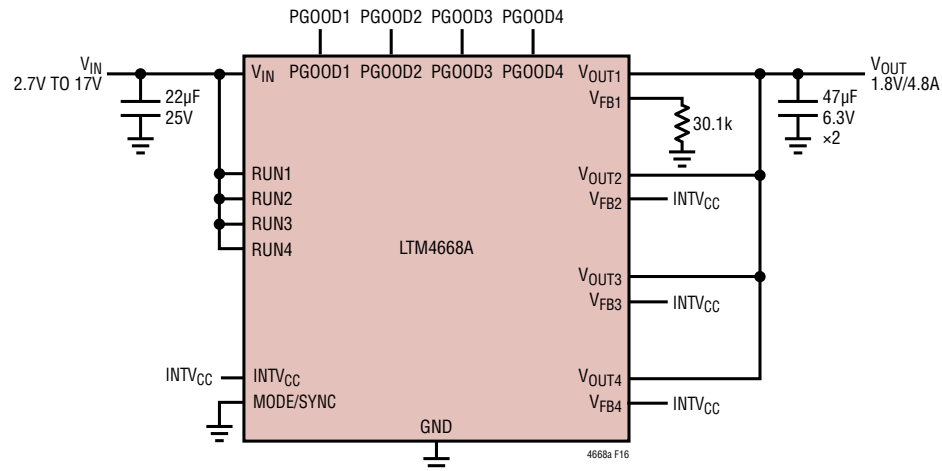 PGOOD1 PGOOD2 PGOOD3 PGOOD4
VIN
2.7V TO 17V
22µF
25V
VIN
PGOOD1 PGOOD2 PGOOD3 PGOOD4
VOUT1
VFB1
30.1k
47µF
6.3V
×2
VOUT
1.8V/4.8A
RUN1
RUN2
RUN3
RUN4
VOUT2
VFB2
INTVCC
LTM4668A
VOUT3
VFB3
INTVCC
INTVCC
INTVCC
MODE/SYNC
VOUT4
VFB4
INTVCC
GND
4668a F16